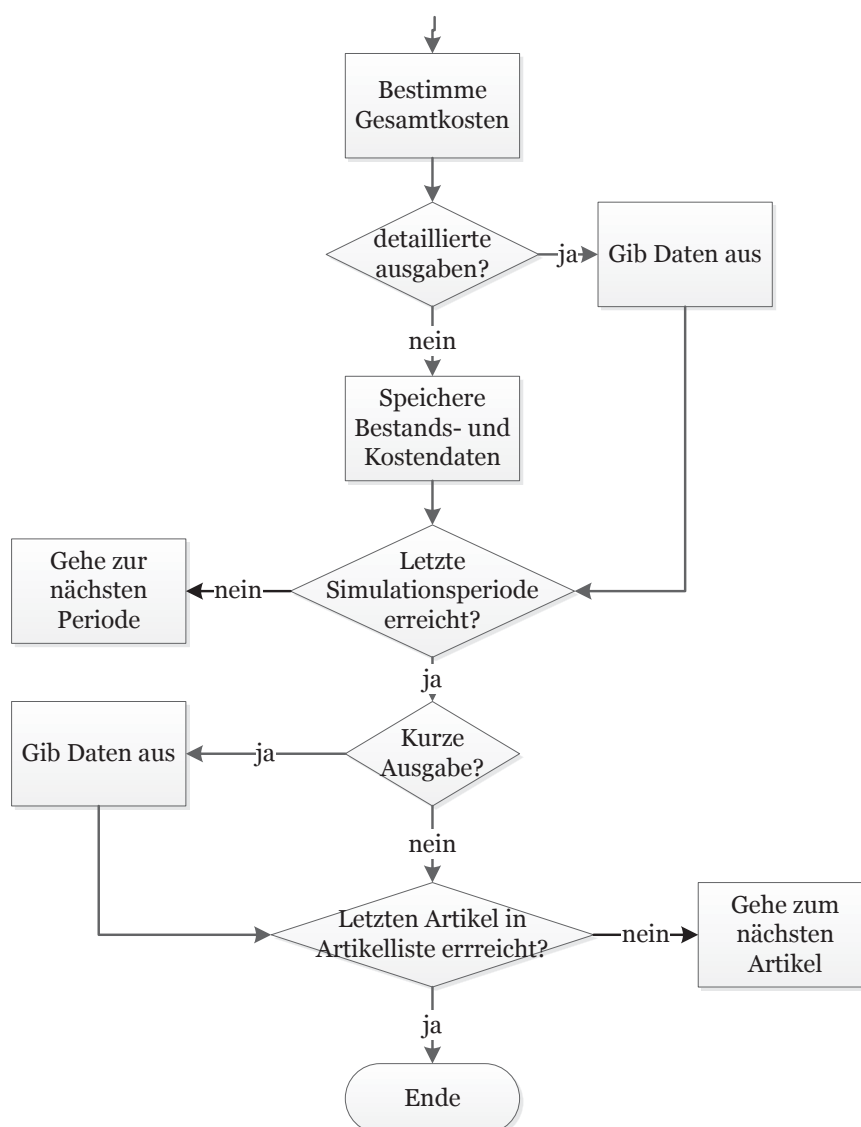 Bestimme
Gesamtkosten
detaillierte
ausgaben?
ja
Gib Daten aus
nein
Speichere
Bestands- und
Kostendaten
Gehe zur
nächsten
Periode
nein
Letzte
Simulationsperiode
erreicht?
ja
Gib Daten aus
ja
Kurze
Ausgabe?
nein
Letzten Artikel in
Artikelliste errreicht?
nein
Gehe zum
nächsten
Artikel
ja
Ende